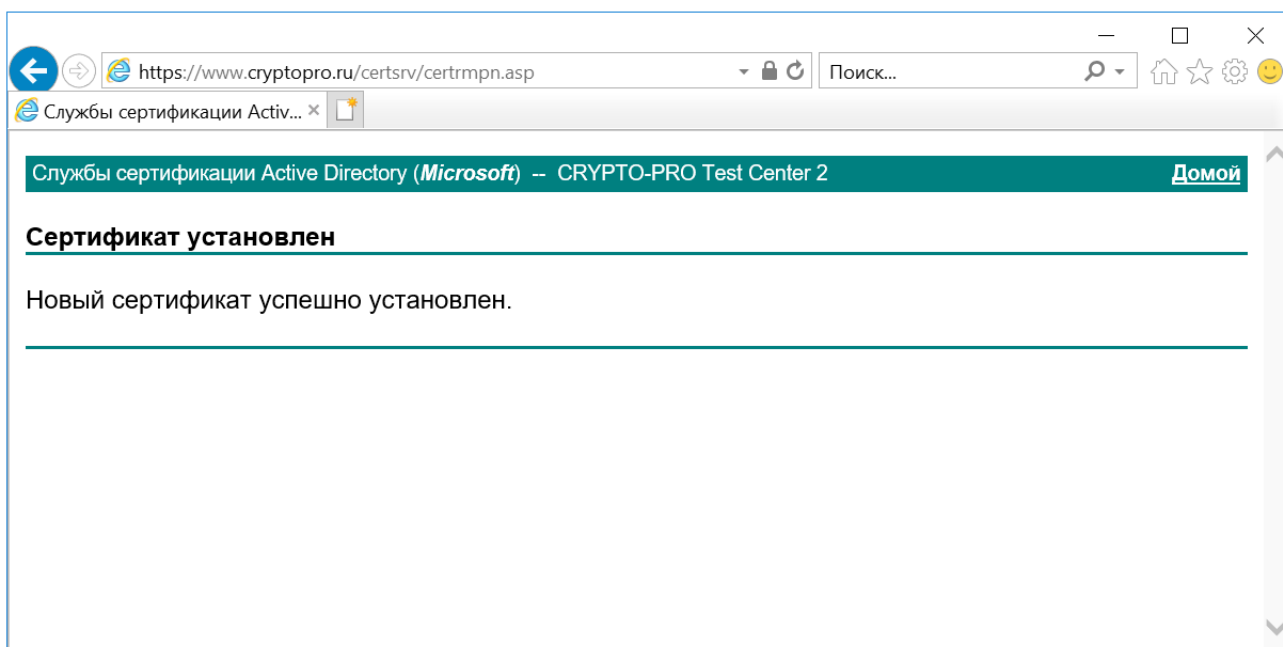 https://www.cryptopro.ru/certsrv/certrmpn.asp
Поиск...
Службы сертификации Activ...
Службы сертификации Active Directory (Microsoft) -- CRYPTO-PRO Test Center 2 Домой
Сертификат установлен
Новый сертификат успешно установлен.